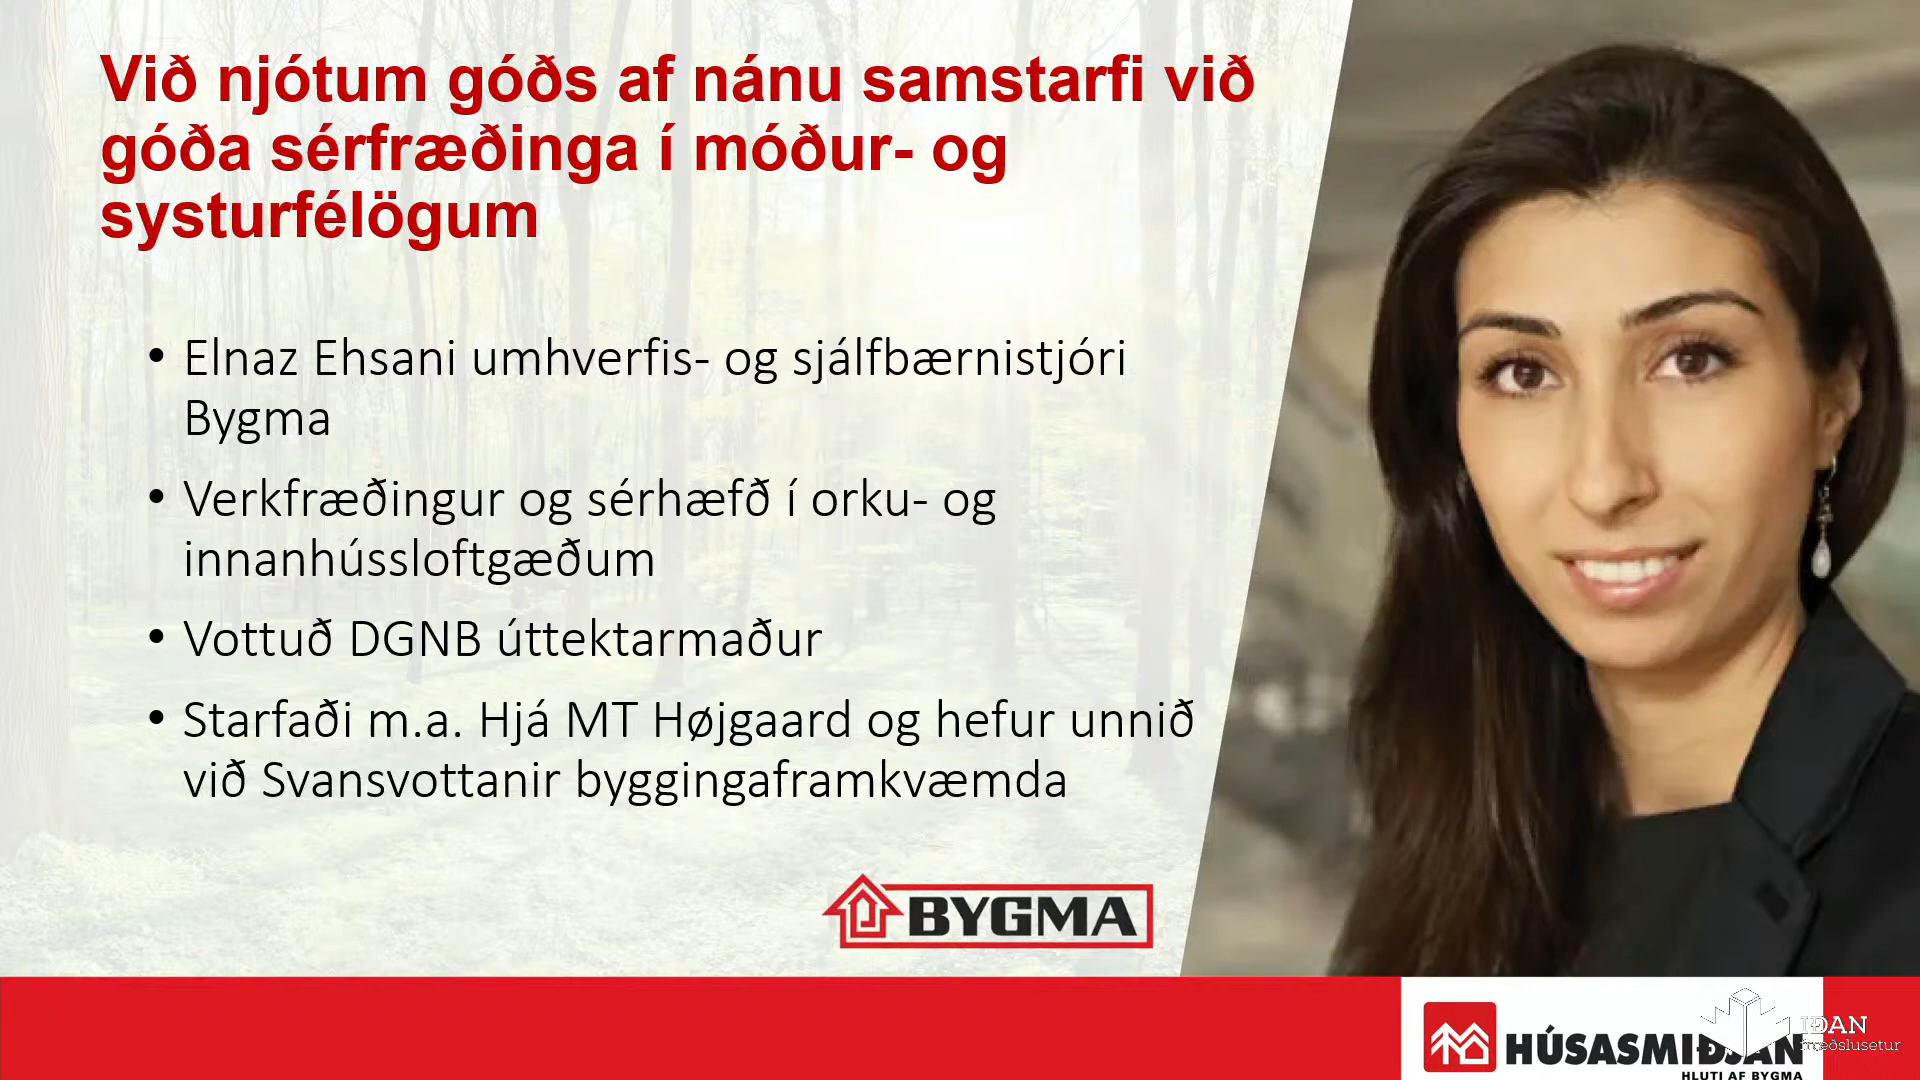 Við njótum góðs af nánu samstarfi við
góða sérfræðinga í móður- og
systurfélögum
• Elnaz Ehsani umhverfis- og sjálfbærnistjóri
Bygma
• Verkfræðingur og sérhæfð í orku- og
innanhússloftgæðum
• Vottuð DGNB úttektarmaður
• Starfaði m.a. Hjá MT Højgaard og hefur unnið
við Svansvottanir byggingaframkvæmda
BYGMA
HÚSASMIÐJAN
HLUTI AF BYGMA
IÐAN
fræðslusetur